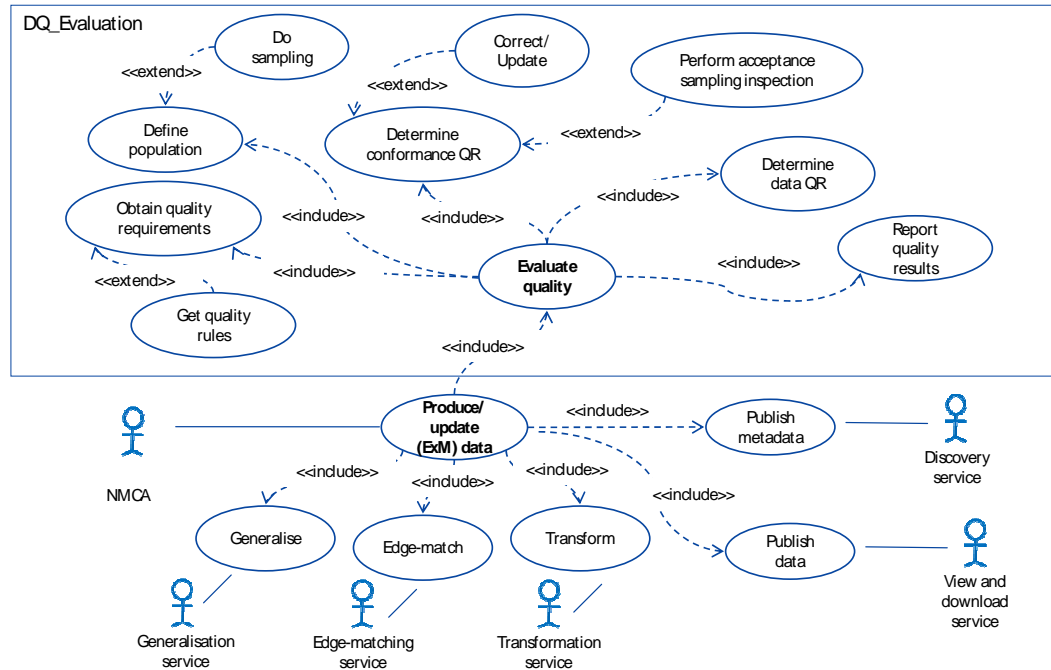 DQ_Evaluation
Do
sampling
Correct/
Update
Perform acceptance
sampling inspection
<<extend>>
<<extend>>
<<extend>>
Define
population
Determine
conformance QR
Determine
data QR
Obtain quality
requirements
<<include>>
<<include>>
<<include>>
Report
quality
results
<<include>>
<<include>>
Evaluate
quality
<<extend>>
Get quality
rules
<<include>>
Produce/
update
(ExM) data
<<include>>
Publish
metadata
NMCA
Discovery
service
<<include>>
<<include>>
<<include>>
<<include>>
Generalise
Edge-match
Transform
Publish
data
View and
download
service
Generalisation
service
Edge-matching
service
Transformation
service